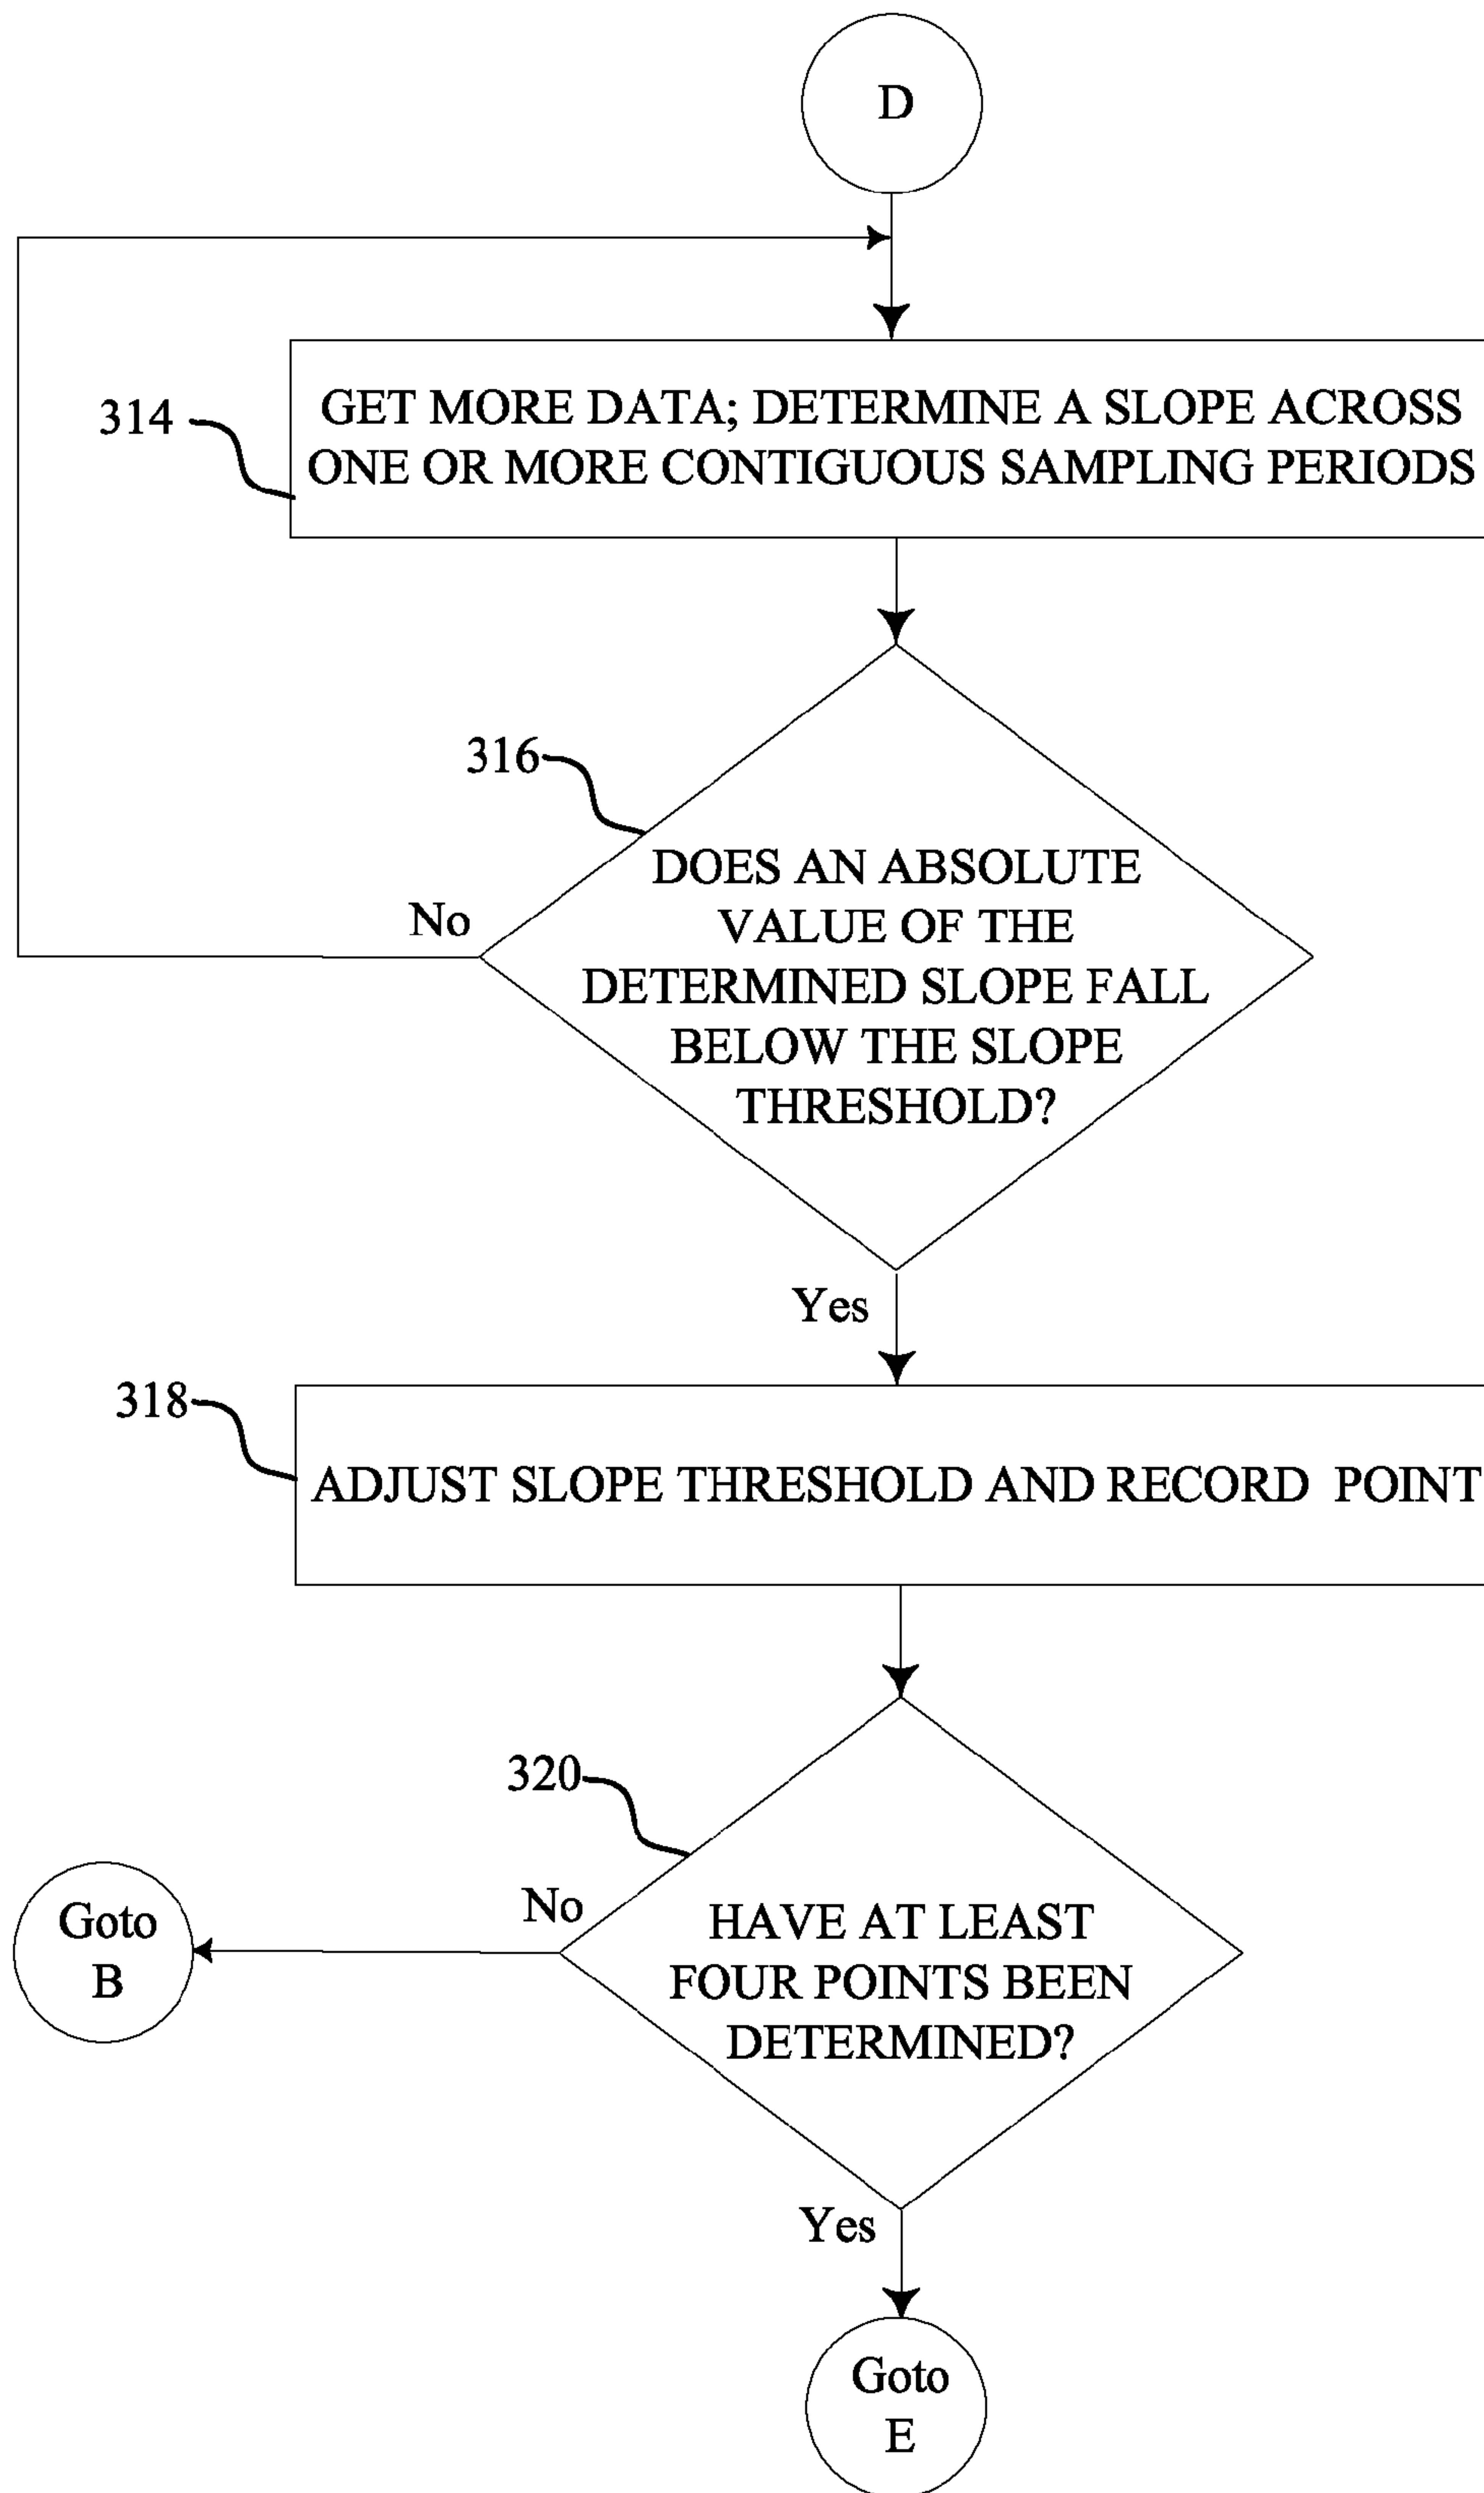 D
314
GET MORE DATA; DETERMINE A SLOPE ACROSS
ONE OR MORE CONTIGUOUS SAMPLING PERIODS
316
DOES AN ABSOLUTE
VALUE OF THE
DETERMINED SLOPE FALL
BELOW THE SLOPE
THRESHOLD?
No
Yes
318
ADJUST SLOPE THRESHOLD AND RECORD POINT
320
HAVE AT LEAST
FOUR POINTS BEEN
DETERMINED?
No
Goto
B
Yes
Goto
E